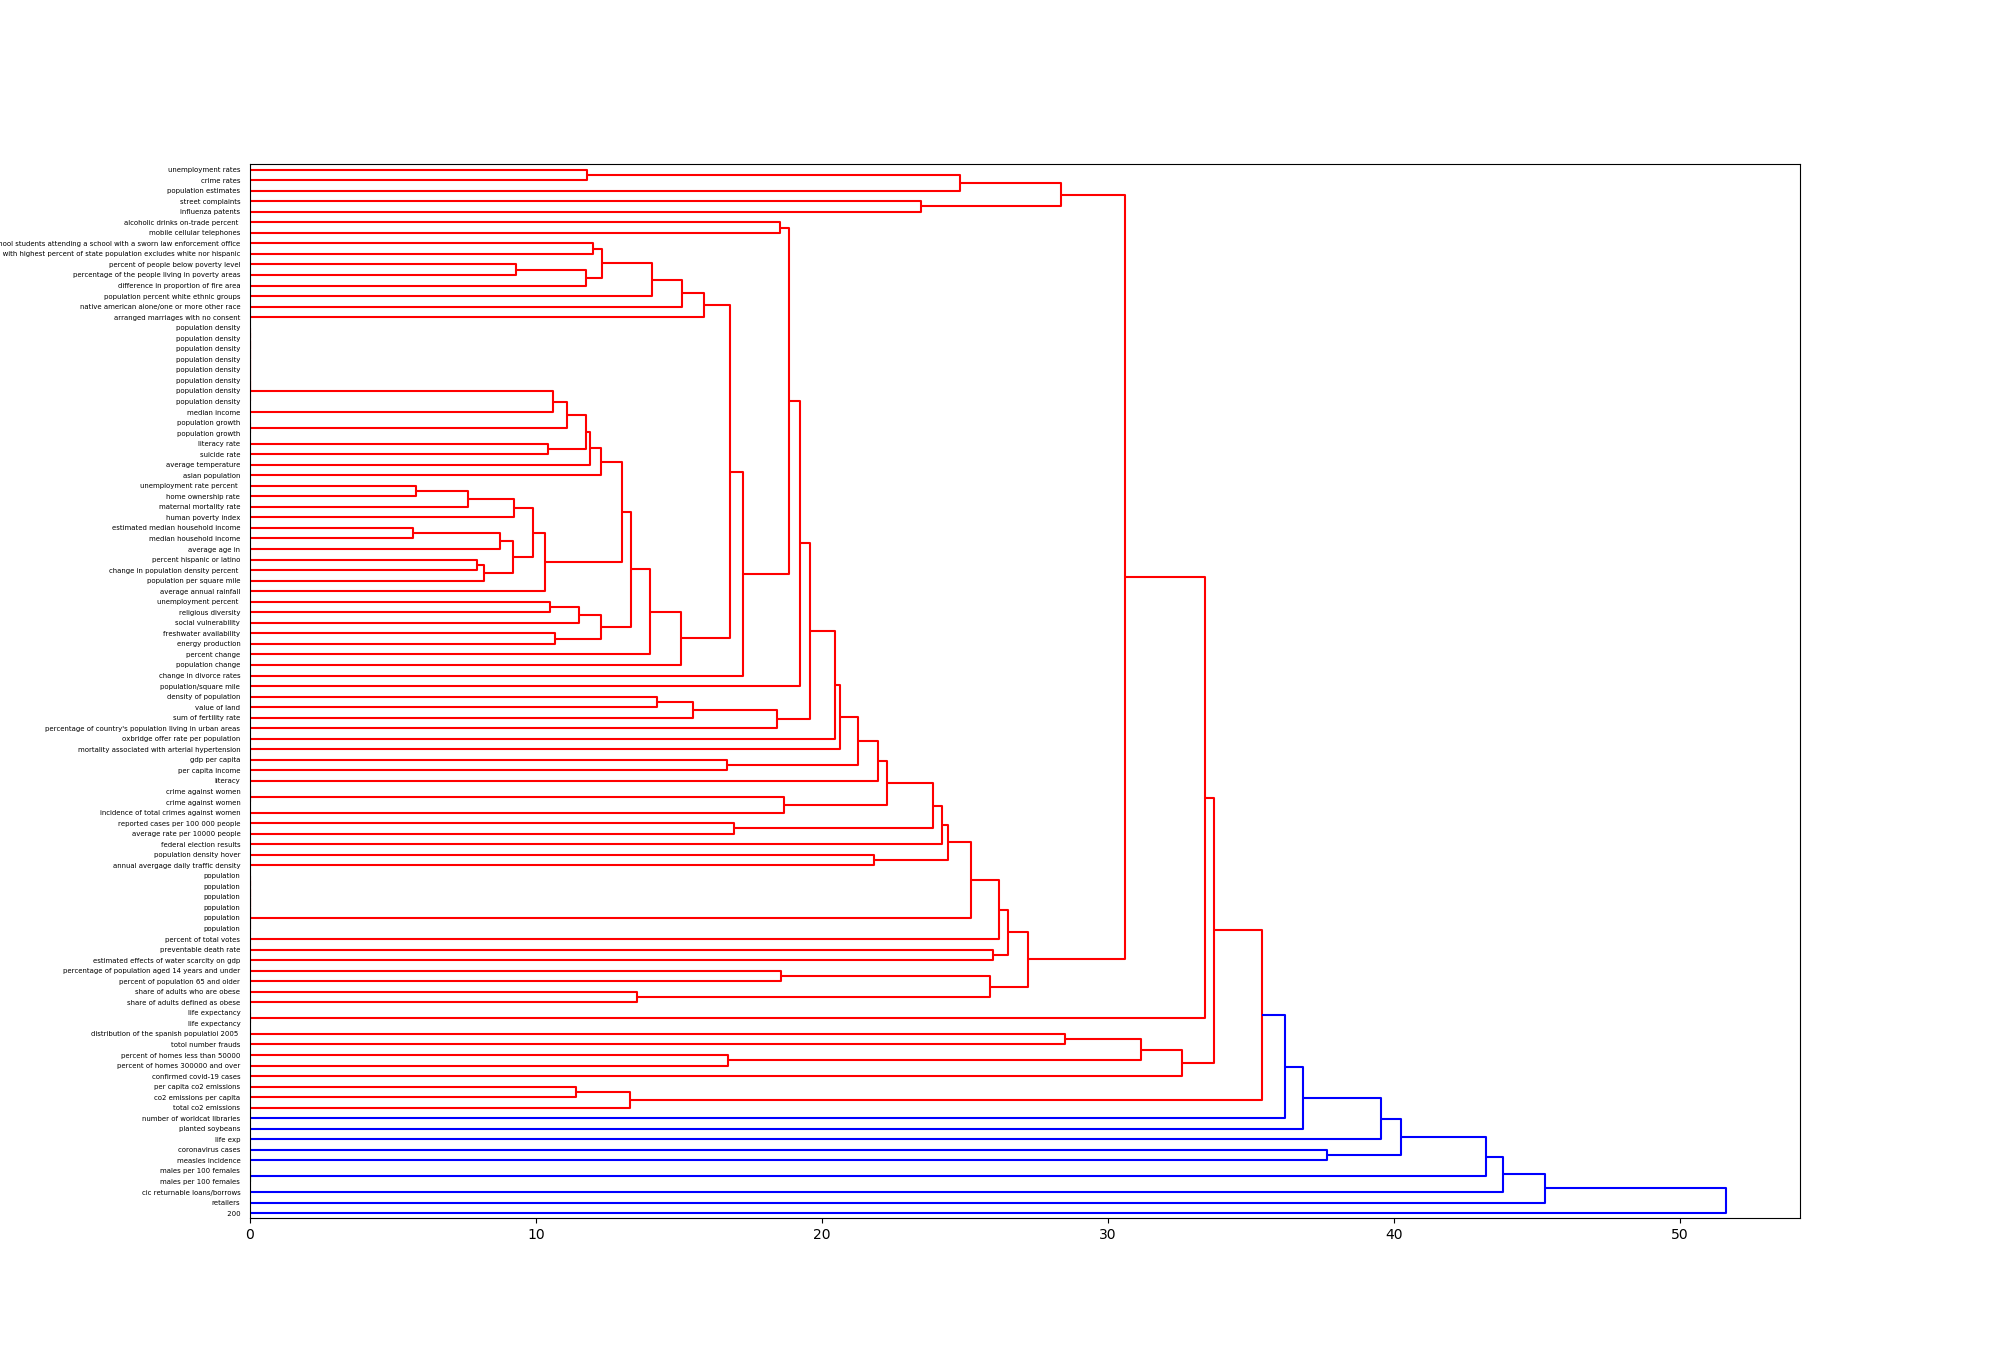 unemployment rates
crime rates
population estimates
street complaints
influenza patents
alcoholic drinks on-trade percent
mobile cellular telephones
students attending a school with a sworn law enforcement office
with highest percent of state population excludes white nor hispanic
percent of people below poverty level
percentage of the people living in poverty areas
difference in proportion of fire area
population percent white ethnic groups
native american alone/one or more other race
arranged marriages with no consent
population density
population density
population density
population density
population density
population density
population density
population density
median income
population growth
population growth
literacy rate
suicide rate
average temperature
asian population
unemployment rate percent
home ownership rate
maternal mortality rate
human poverty index
estimated median household income
median household income
average age in
percent hispanic or latino
change in population density percent
population per square mile
average annual rainfall
unemployment percent
religious diversity
social vulnerability
freshwater availability
energy production
percent change
population change
change in divorce rates
population/square mile
density of population
value of land
sum of fertility rate
percentage of country's population living in urban areas
oxbridge offer rate per population
mortality associated with arterial hypertension
gdp per capita
per capita income
literacy
crime against women
crime against women
incidence of total crimes against women
reported cases per 100 000 people
average rate per 10000 people
federal election results
population density hover
annual avergage daily traffic density
population
population
population
population
population
population
percent of total votes
preventable death rate
estimated effects of water scarcity on gdp
percentage of population aged 14 years and under
percent of population 65 and older
share of adults who are obese
share of adults defined as obese
life expectancy
life expectancy
distribution of the spanish populatioi 2005
totol number frauds
percent of homes less than 50000
percent of homes 300000 and over
confirmed covid-19 cases
per capita co2 emissions
co2 emissions per capita
total co2 emissions
number of worldcat libraries
planted soybeans
life exp
coronavirus cases
measles incidence
males per 100 females
males per 100 females
cic returnable loans/borrows
retailers
200
0 10 20 30 40 50